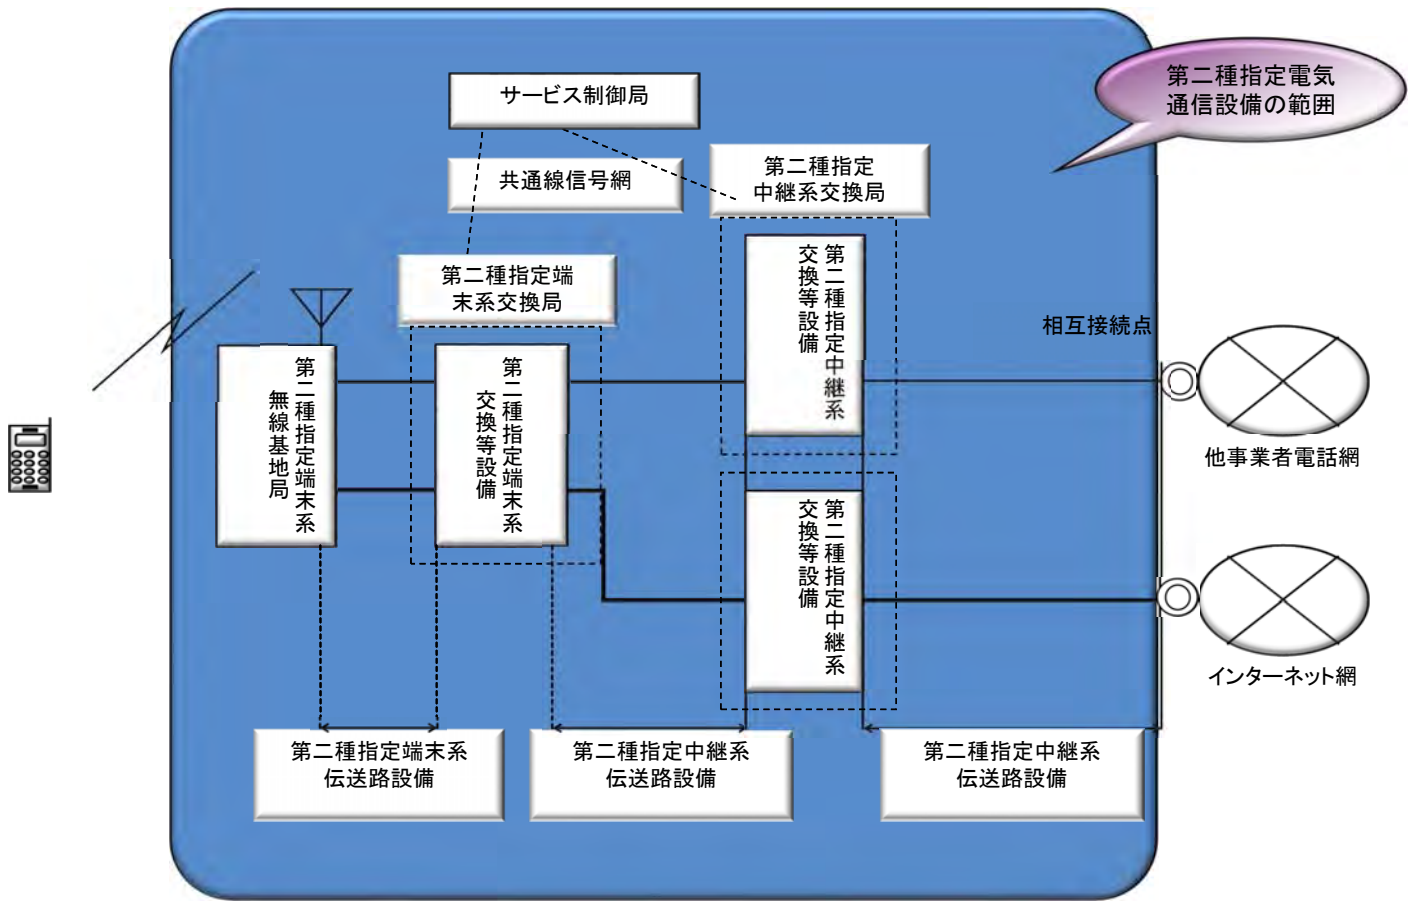 サービス制御局
第二種指定電気
通信設備の範囲
共通線信号網
第二種指定
中継系交換局
第二種指定端
末系交換局
第二種指定中継系
交換等設備
相互接続点
第二種指定端末系
無線基地局
第二種指定端末系
交換等設備
他事業者電話網
第二種指定中継系
交換等設備
インターネット網
第二種指定端末系
伝送路設備
第二種指定中継系
伝送路設備
第二種指定中継系
伝送路設備